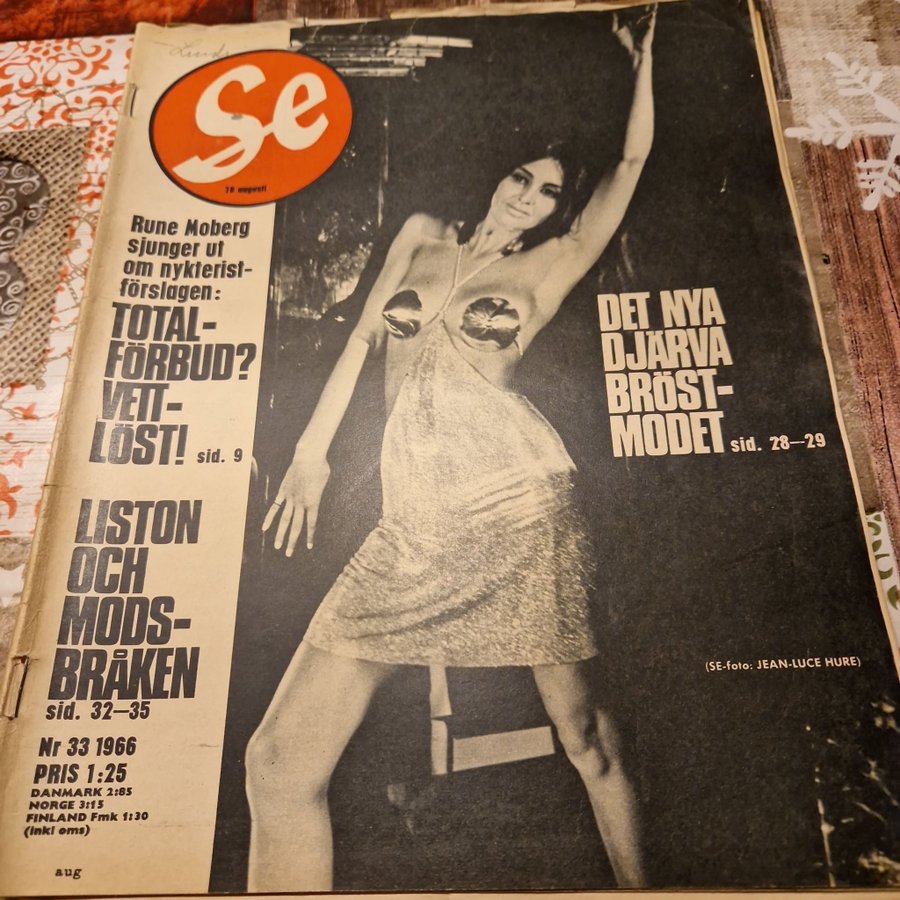 Se
18 augusti
Rune Moberg
sjunger ut
om nykterist-
förslagen:
TOTAL-
FÖRBUD?
VETT-
LÖST! sid. 9
LISTON
OCH
MODS-
BRÅKEN
sid. 32–35
Nr 33 1966
PRIS 1:25
DANMARK 2:85
NORGE 3:15
FINLAND Fmk 1:30
(inkl oms)
aug
DET NYA
DJÄRVA
BRÖST-
MODET sid. 28–29
(SE-foto: JEAN-LUCE HURE)